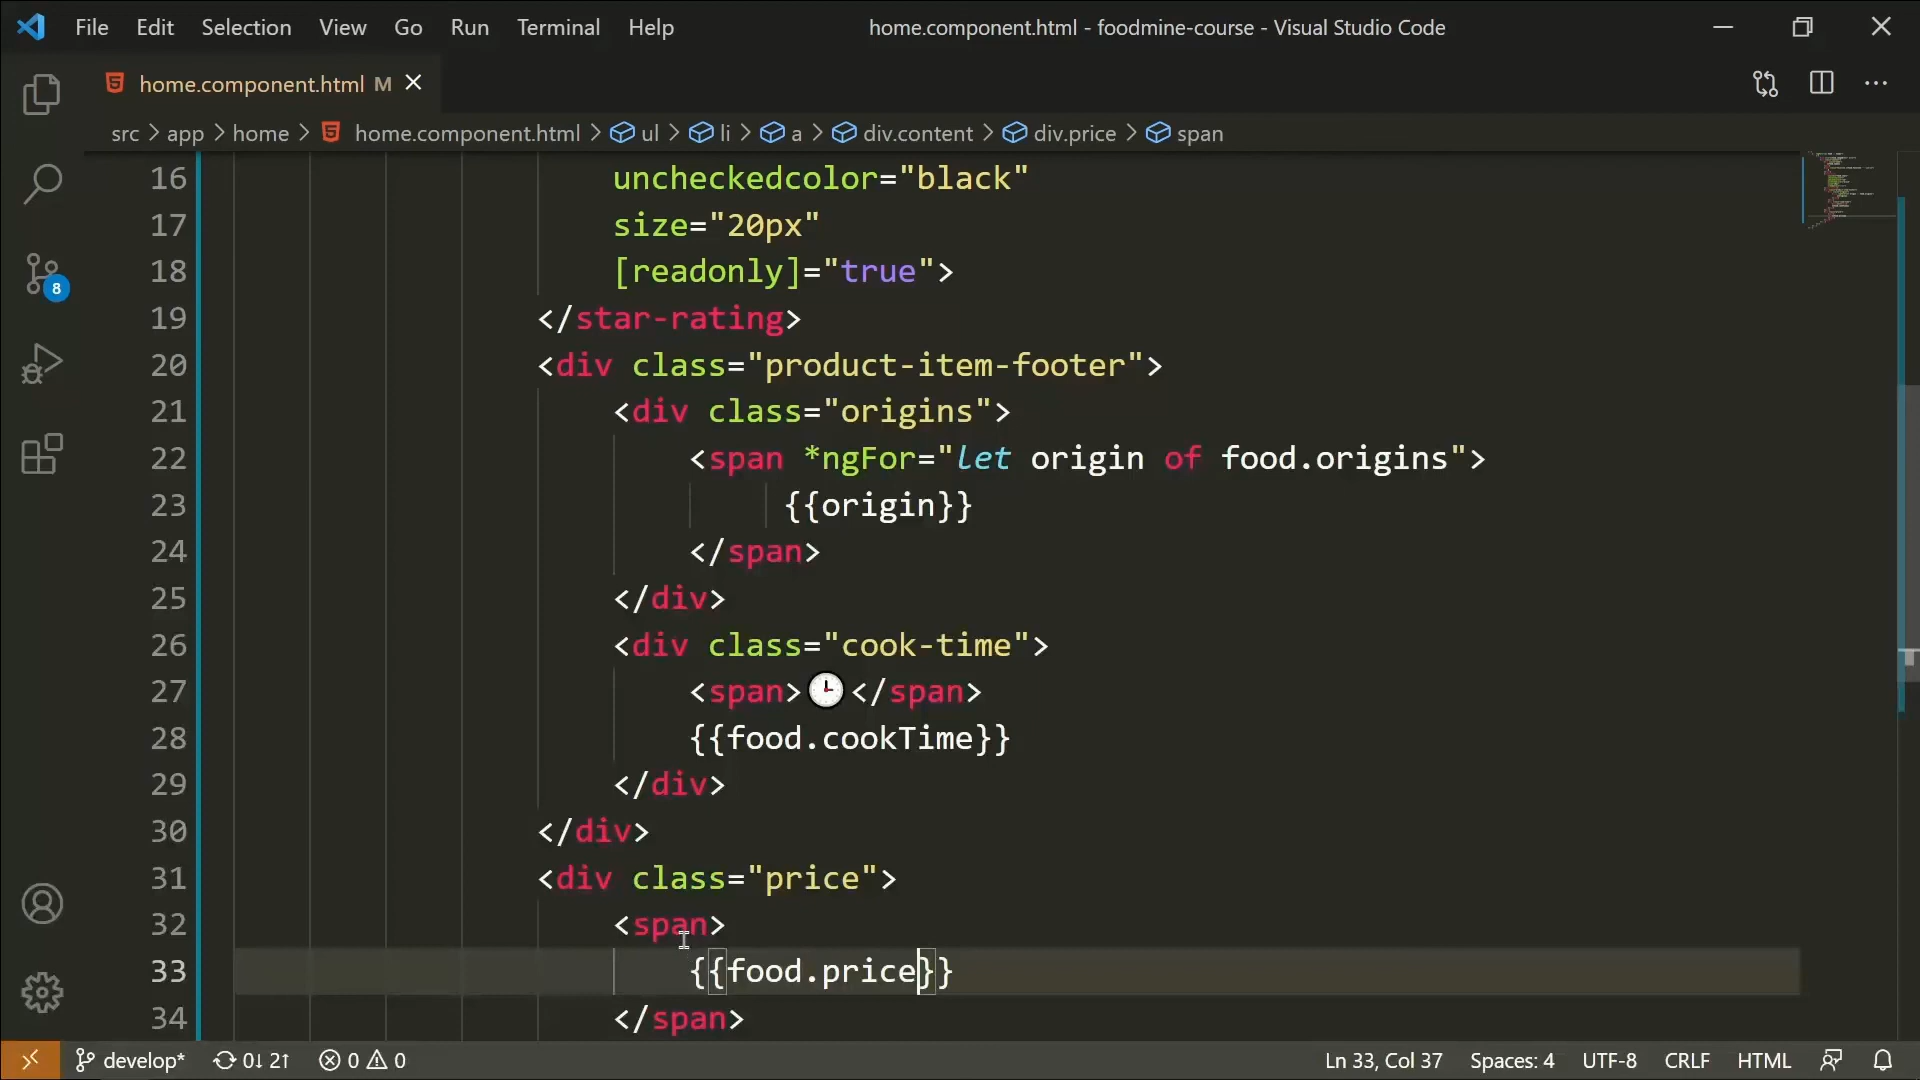 File Edit Selection View Go Run Terminal Help home.component.html - foodmine-course - Visual Studio Code
home.component.html M
src > app > home > home.component.html > ul > li > a > div.content > div.price > span
16 uncheckedcolor="black"
17 size="20px"
18 [readonly]="true">
19 </star-rating>
20 <div class="product-item-footer">
21 <div class="origins">
22 <span *ngFor="let origin of food.origins">
23 {{origin}}
24 </span>
25 </div>
26 <div class="cook-time">
27 <span>🕒</span>
28 {{food.cookTime}}
29 </div>
30 </div>
31 <div class="price">
32 <span>
33 {{food.price}}
34 </span>
8
develop* 0↓ 2↑ 0 0 Ln 33, Col 37 Spaces: 4 UTF-8 CRLF HTML